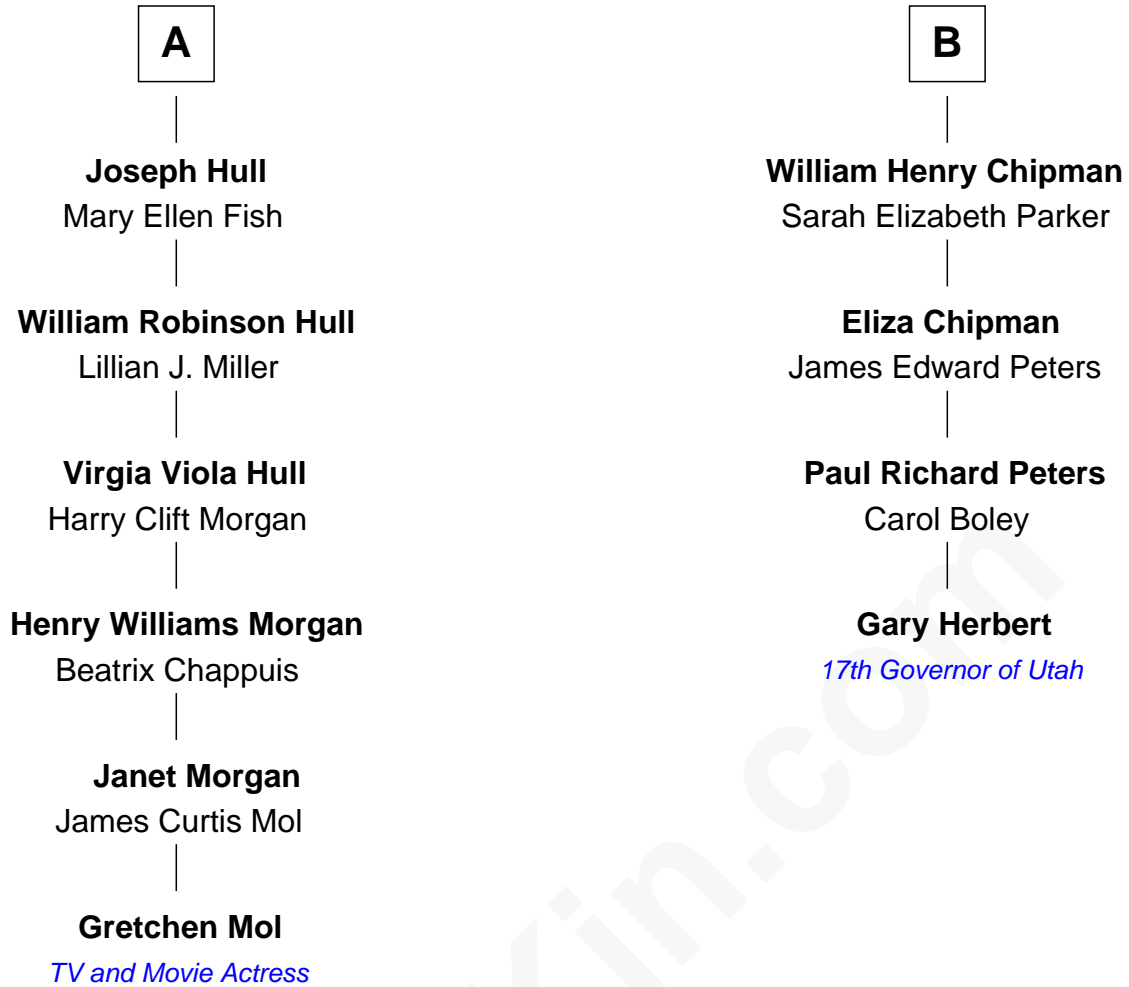 A
Joseph Hull
Mary Ellen Fish
William Robinson Hull
Lillian J. Miller
Virgia Viola Hull
Harry Clift Morgan
Henry Williams Morgan
Beatrix Chappuis
Janet Morgan
James Curtis Mol
Gretchen Mol
TV and Movie Actress
B
William Henry Chipman
Sarah Elizabeth Parker
Eliza Chipman
James Edward Peters
Paul Richard Peters
Carol Boley
Gary Herbert
17th Governor of Utah
Kin.com